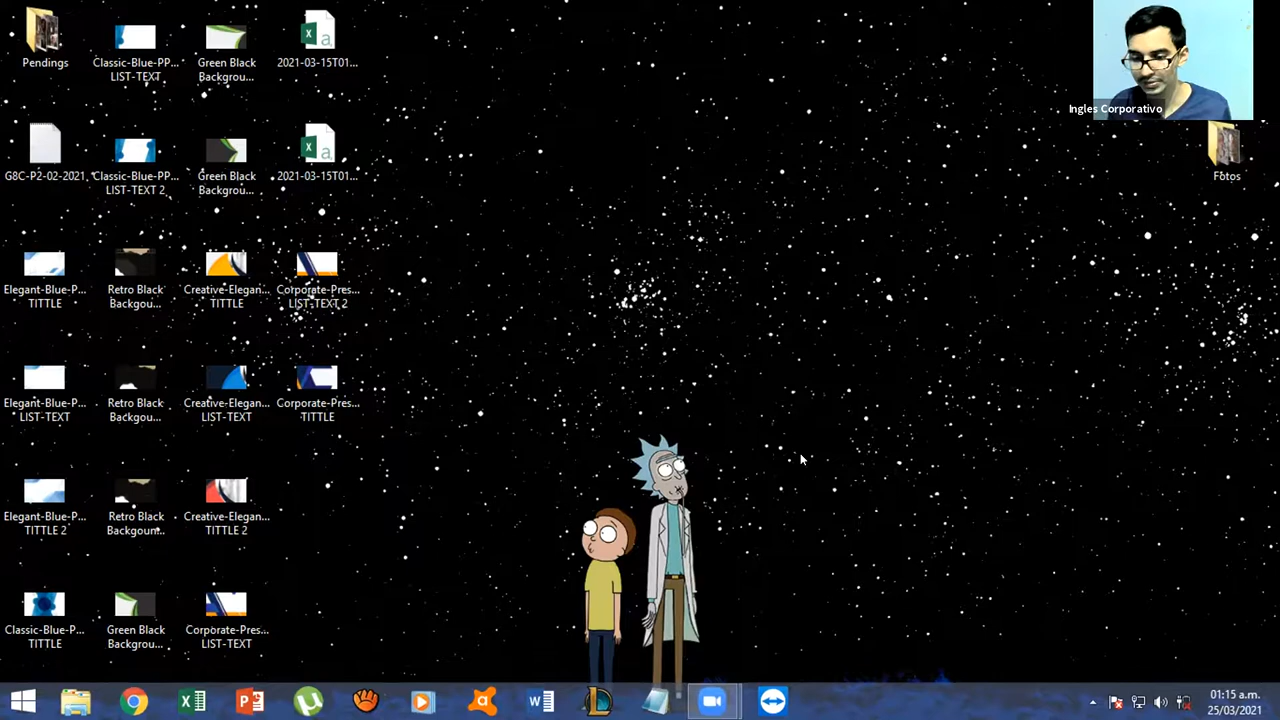 Pendings
Classic-Blue-PP...
LIST-TEXT
Green Black
Backgrou...
2021-03-15T01...
Ingles Corporativo
G8C-P2-02-2021
Classic-Blue-PP...
LIST-TEXT 2
Green Black
Backgrou...
2021-03-15T01...
Fotos
Elegant-Blue-P...
TITTLE
Retro Black
Backgou...
Creative-Elegan...
TITTLE
Corporate-Pres...
LIST-TEXT 2
Elegant-Blue-P...
LIST-TEXT
Retro Black
Backgou...
Creative-Elegan...
LIST-TEXT
Corporate-Pres...
TITTLE
Elegant-Blue-P...
TITTLE 2
Retro Black
Backgoun...
Creative-Elegan...
TITTLE 2
Classic-Blue-P...
TITTLE
Green Black
Backgrou...
Corporate-Pres...
LIST-TEXT
01:15 a.m.
25/03/2021